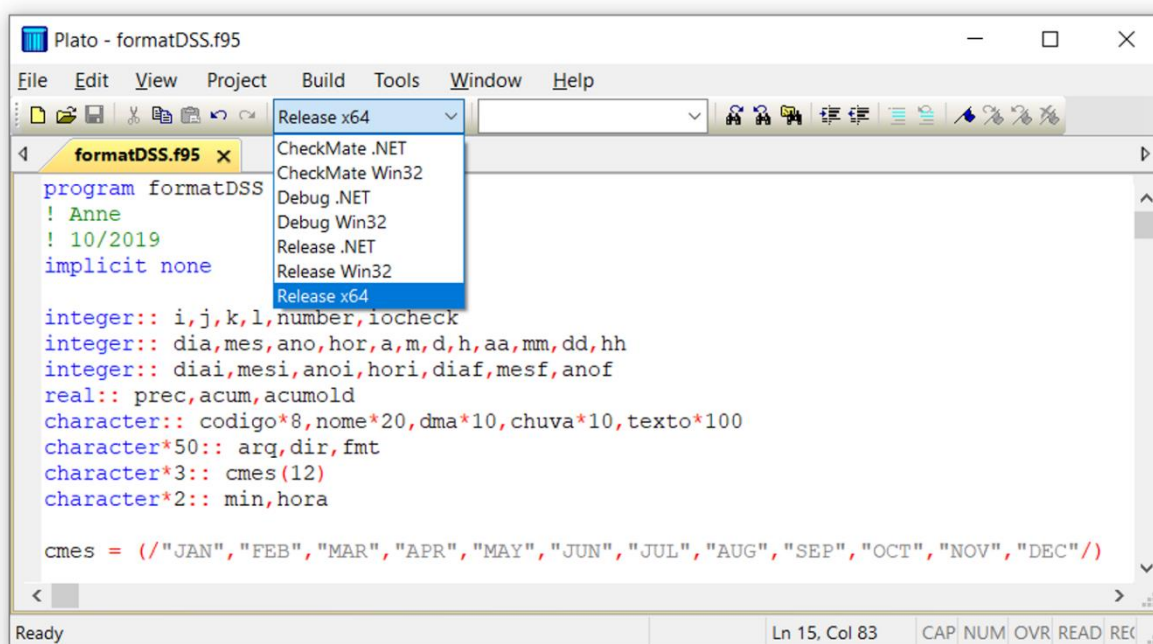 Plato - formatDSS.f95
File Edit View Project Build Tools Window Help
Release x64
formatDSS.f95
CheckMate .NET
CheckMate Win32
Debug .NET
Debug Win32
Release .NET
Release Win32
Release x64
program formatDSS
! Anne
! 10/2019
implicit none
integer:: i,j,k,l,number,iocheck
integer:: dia,mes,ano,hor,a,m,d,h,aa,mm,dd,hh
integer:: diai,mesi,anoi,hori,diaf,mesf,anof
real:: prec,acum,acumold
character:: codigo*8,nome*20,dma*10,chuva*10,texto*100
character*50:: arq,dir,fmt
character*3:: cmes(12)
character*2:: min,hora
cmes = (/"JAN","FEB","MAR","APR","MAY","JUN","JUL","AUG","SEP","OCT","NOV","DEC"/)
Ready Ln 15, Col 83 CAP NUM OVR READ